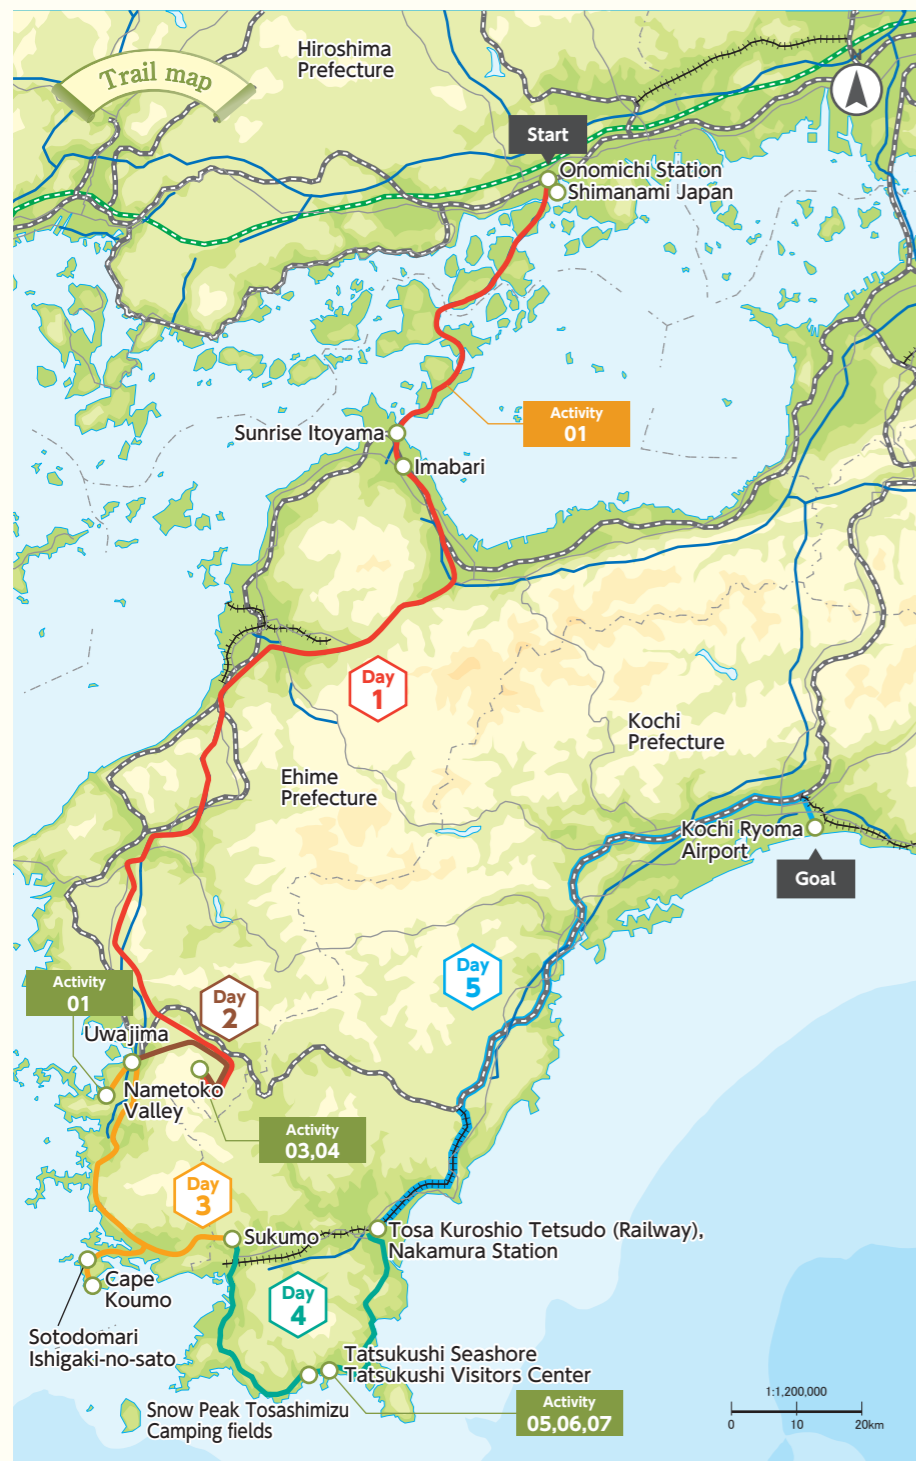 Trail map
Hiroshima
Prefecture
Start
Onomichi Station
Shimanami Japan
Activity
01
Sunrise Itoyama
Imabari
Day
1
Kochi
Prefecture
Ehime
Prefecture
Kochi Ryoma
Airport
Goal
Day
5
Activity
01
Day
2
Uwajima
Nametoko
Valley
Activity
03,04
Day
3
Sukumo
Tosa Kuroshio Tetsudo (Railway),
Nakamura Station
Cape
Koumo
Day
4
Sotodomari
Ishigaki-no-sato
Tatsukushi Seashore
Tatsukushi Visitors Center
Snow Peak Tosashimizu
Camping fields
Activity
05,06,07
1:1,200,000
0 10 20km